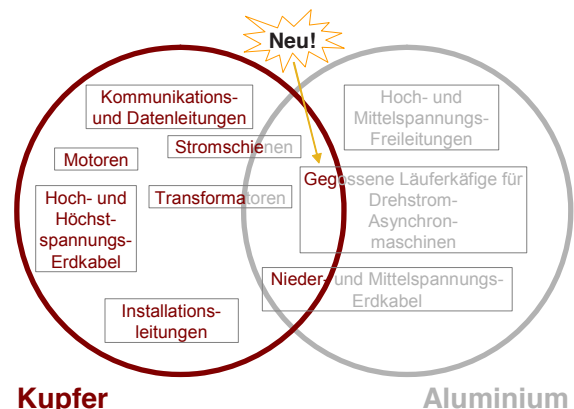 Neu!
Kommunikations-
und Datenleitungen
Hoch- und
Mittelspannungs-
Freileitungen
Stromschienen
Motoren
Gegossene Läuferkäfige für
Drehstrom-
Asynchron-
maschinen
Hoch- und
Höchst-
spannungs-
Erdkabel
Transformatoren
Nieder- und Mittelspannungs-
Erdkabel
Installations-
leitungen
Kupfer
Aluminium